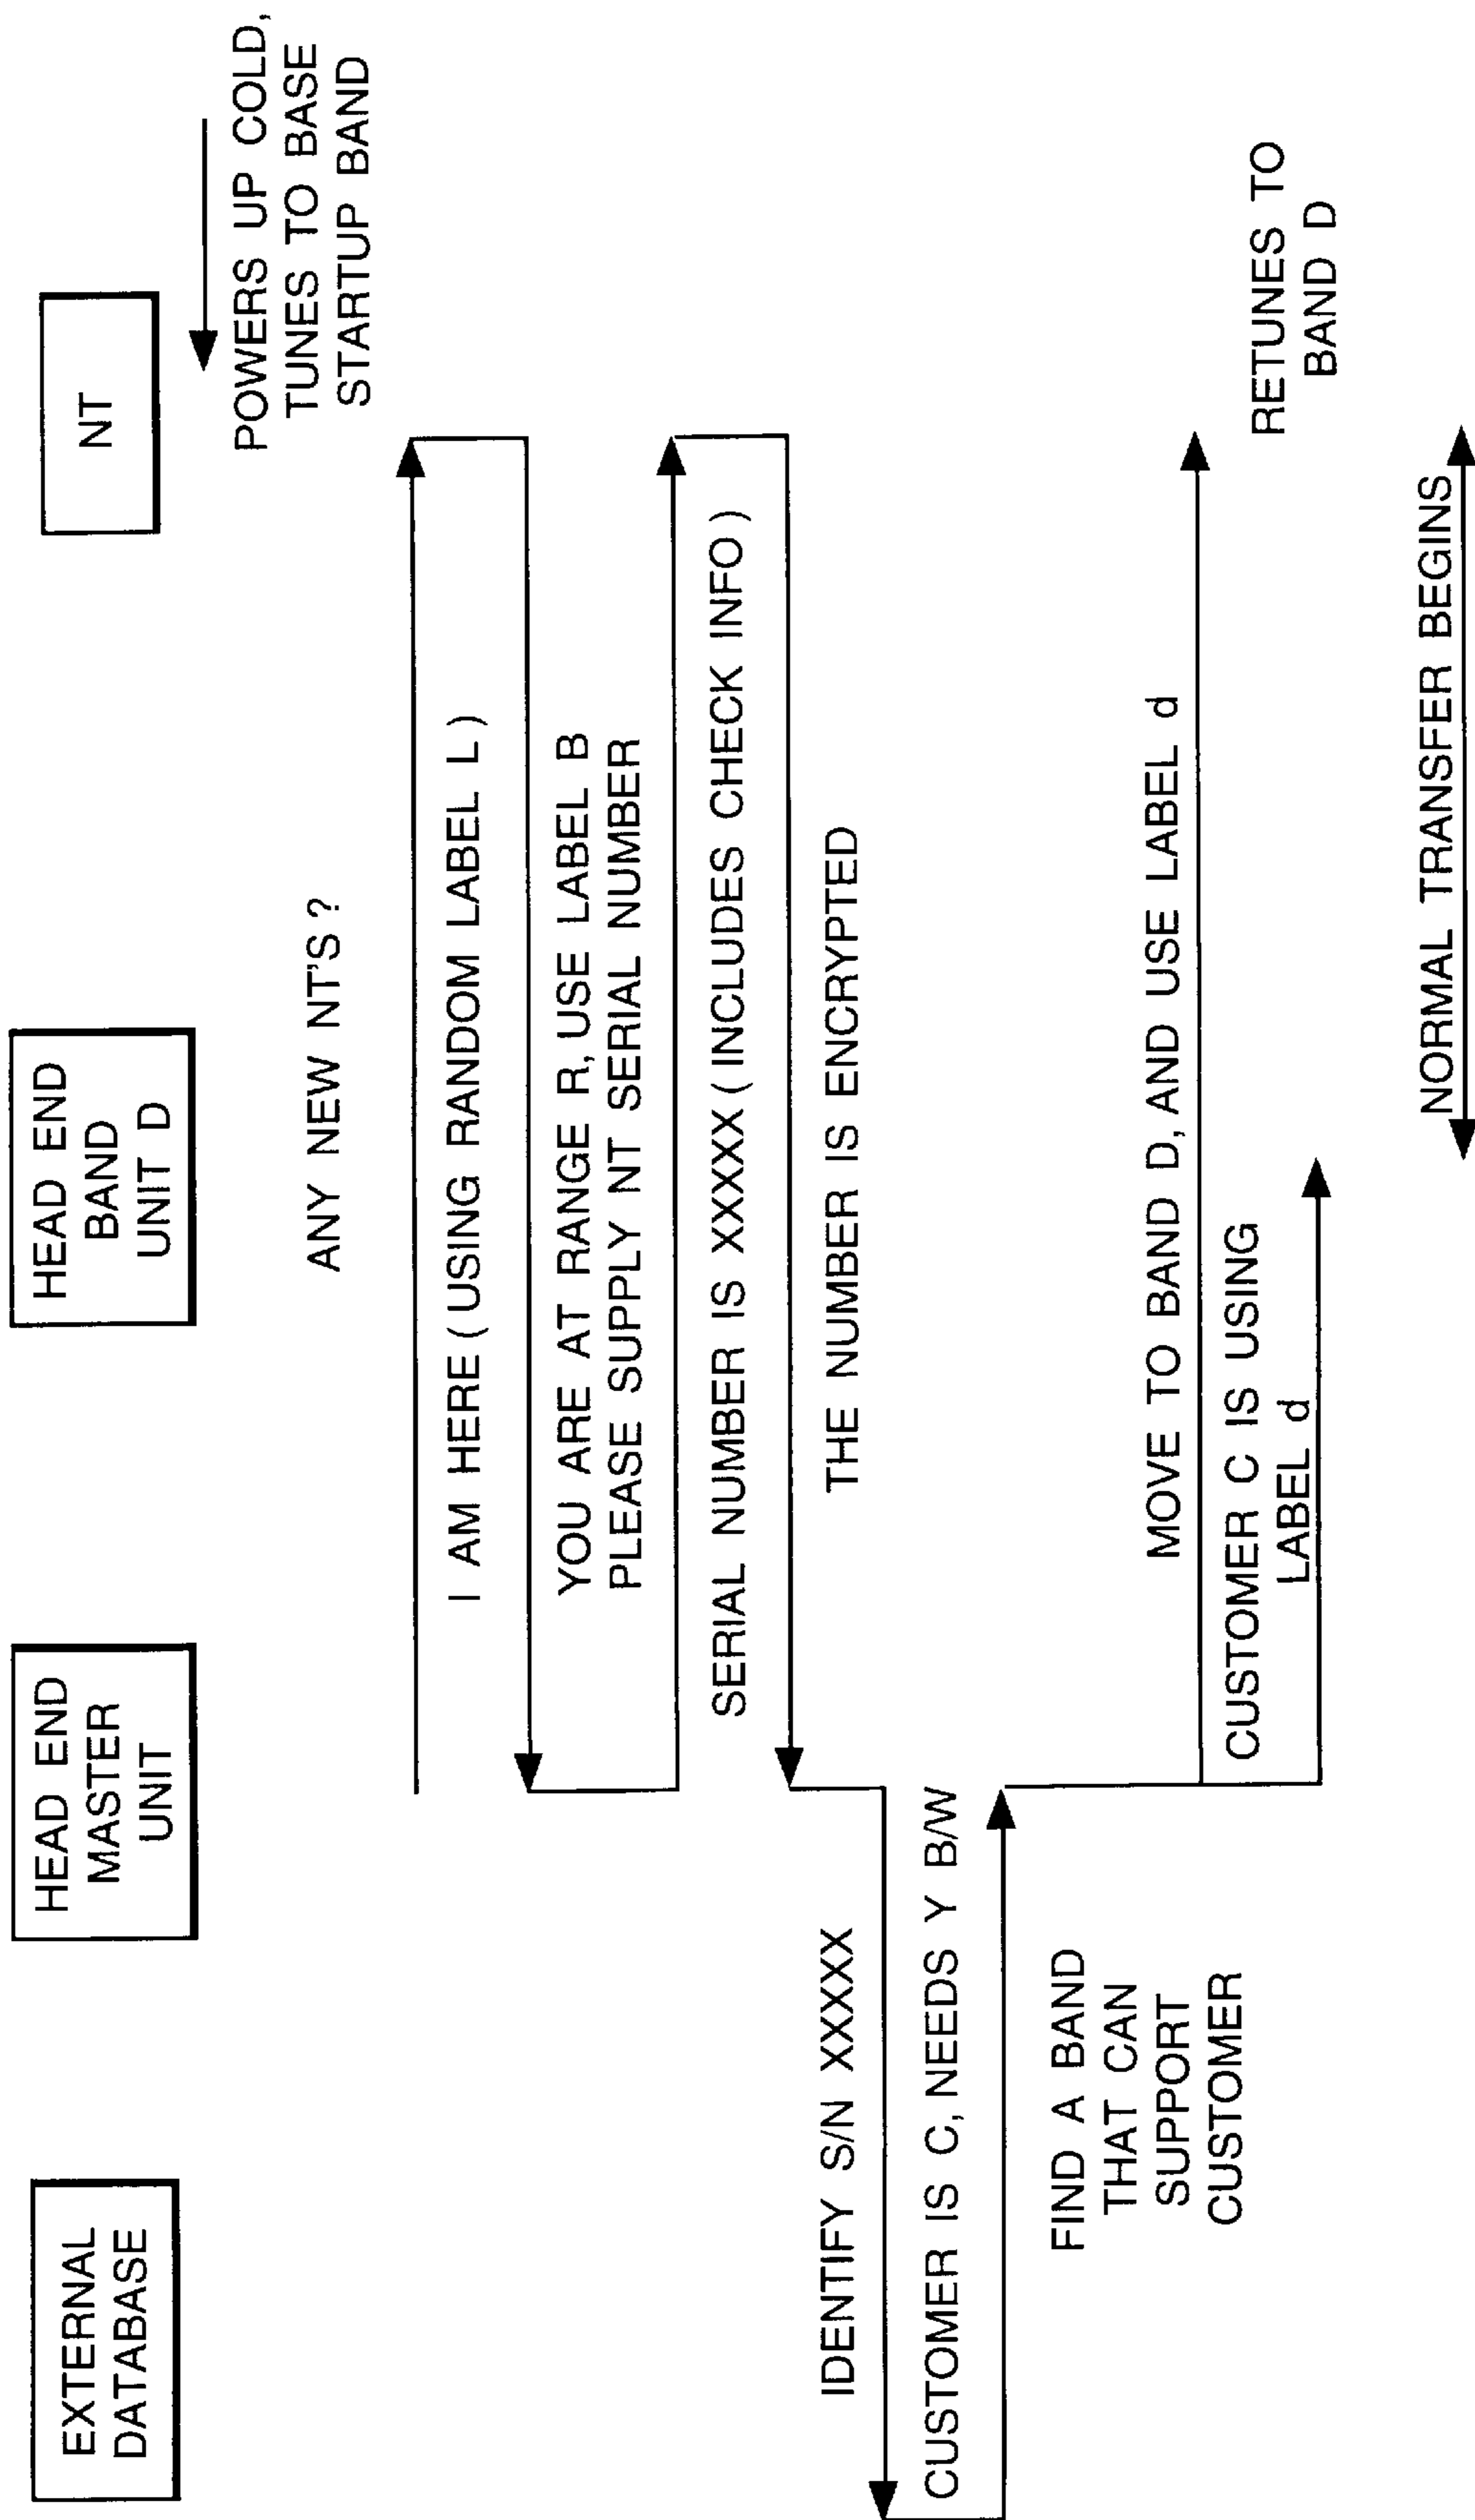 EXTERNAL
DATABASE
HEAD END
MASTER
UNIT
HEAD END
BAND
UNIT D
NT
POWERS UP COLD,
TUNES TO BASE
STARTUP BAND
ANY NEW NT'S?
I AM HERE (USING RANDOM LABEL L)
YOU ARE AT RANGE R, USE LABEL B
PLEASE SUPPLY NT SERIAL NUMBER
SERIAL NUMBER IS XXXXX (INCLUDES CHECK INFO)
THE NUMBER IS ENCRYPTED
IDENTIFY S/N XXXXX
CUSTOMER IS C, NEEDS Y B/W
FIND A BAND
THAT CAN
SUPPORT
CUSTOMER
MOVE TO BAND D, AND USE LABEL d
CUSTOMER C IS USING
LABEL d
RETUNES TO
BAND D
NORMAL TRANSFER BEGINS